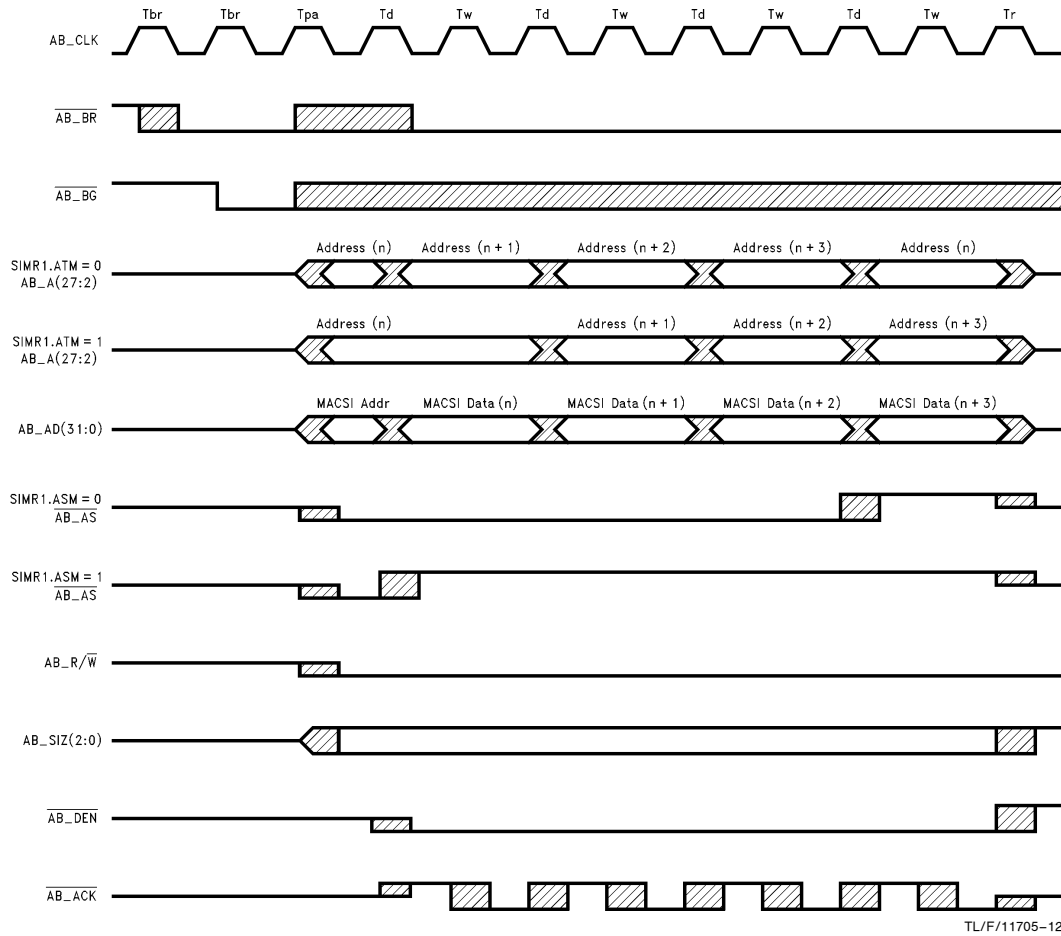 Tbr Tbr Tpa Td Tw Td Tw Td Tw Td Tw Tr
AB_CLK
AB_BR
AB_BG
Address (n) Address (n + 1) Address (n + 2) Address (n + 3) Address (n)
SIMR1.ATM = 0
AB_A(27:2)
Address (n) Address (n + 1) Address (n + 2) Address (n + 3)
SIMR1.ATM = 1
AB_A(27:2)
MACSI Addr MACSI Data (n) MACSI Data (n + 1) MACSI Data (n + 2) MACSI Data (n + 3)
AB_AD(31:0)
SIMR1.ASM = 0
AB_AS
SIMR1.ASM = 1
AB_AS
AB_R/W
AB_SIZ(2:0)
AB_DEN
AB_ACK
TL/F/11705-12